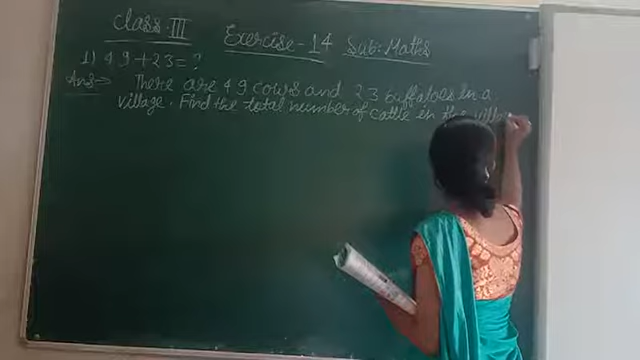 Class III Exercise-14 Sub: Maths
1) 49+23=?
Ans→ There are 49 cows and 23 buffaloes in a
village. Find the total number of cattle in the